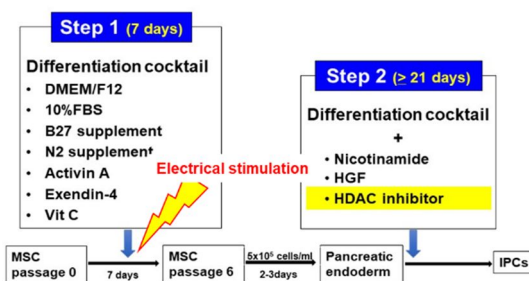 Step 1 (7 days)
Differentiation cocktail
• DMEM/F12
• 10%FBS
• B27 supplement
• N2 supplement
• Activin A
• Exendin-4
• Vit C
Electrical stimulation
Step 2 (≥ 21 days)
Differentiation cocktail
+
• Nicotinamide
• HGF
• HDAC inhibitor
MSC
passage 0
7 days
MSC
passage 6
5x10⁵ cells/ml
2-3days
Pancreatic
endoderm
IPCs